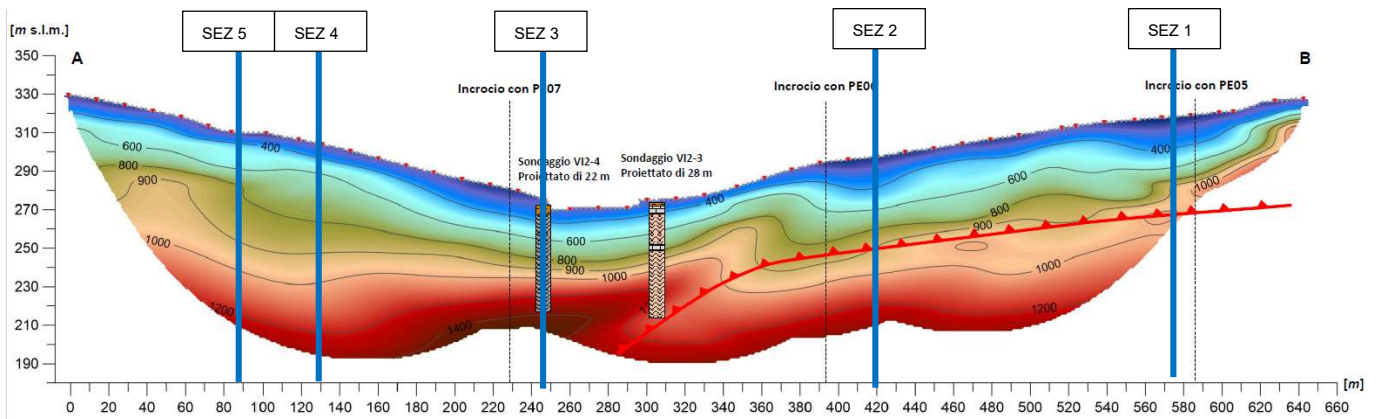 SEZ 5
SEZ 4
SEZ 3
SEZ 2
SEZ 1
[m s.l.m.]
A
B
350
330
310
290
270
250
230
210
190
Incrocio con PE07
Incrocio con PE06
Incrocio con PE05
Sondaggio VI2-4
Proiettato di 22 m
Sondaggio VI2-3
Proiettato di 28 m
600
800
900
1000
1200
400
1400
600
800
900
1000
400
600
800
900
1000
1200
400
1000
0 20 40 60 80 100 120 140 160 180 200 220 240 260 280 300 320 340 360 380 400 420 440 460 480 500 520 540 560 580 600 620 640 660
[m]